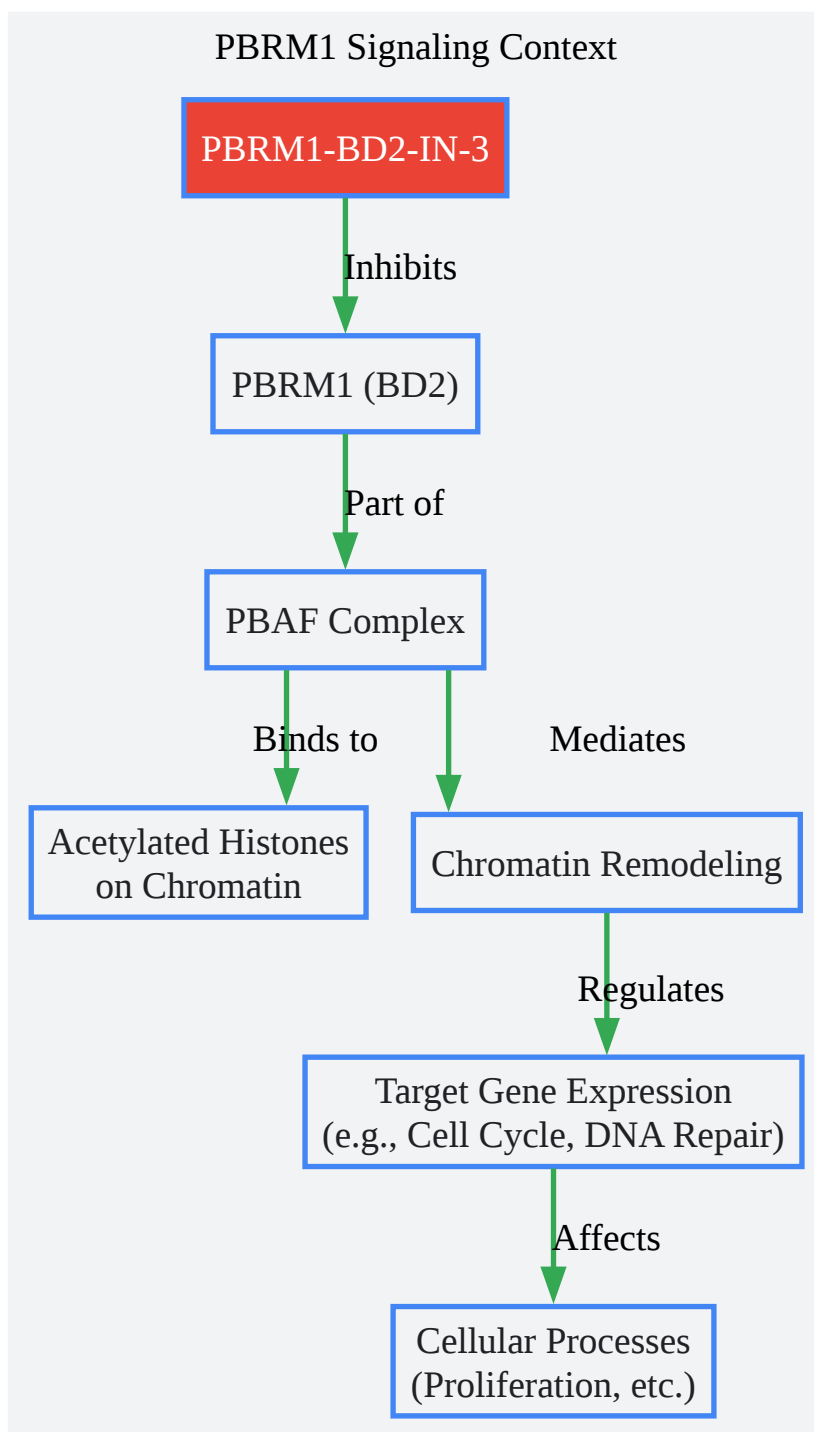 PBRM1 Signaling Context
PBRM1-BD2-IN-3
Inhibits
PBRM1 (BD2)
Part of
PBAF Complex
Binds to
Mediates
Acetylated Histones
on Chromatin
Chromatin Remodeling
Regulates
Target Gene Expression
(e.g., Cell Cycle, DNA Repair)
Affects
Cellular Processes
(Proliferation, etc.)